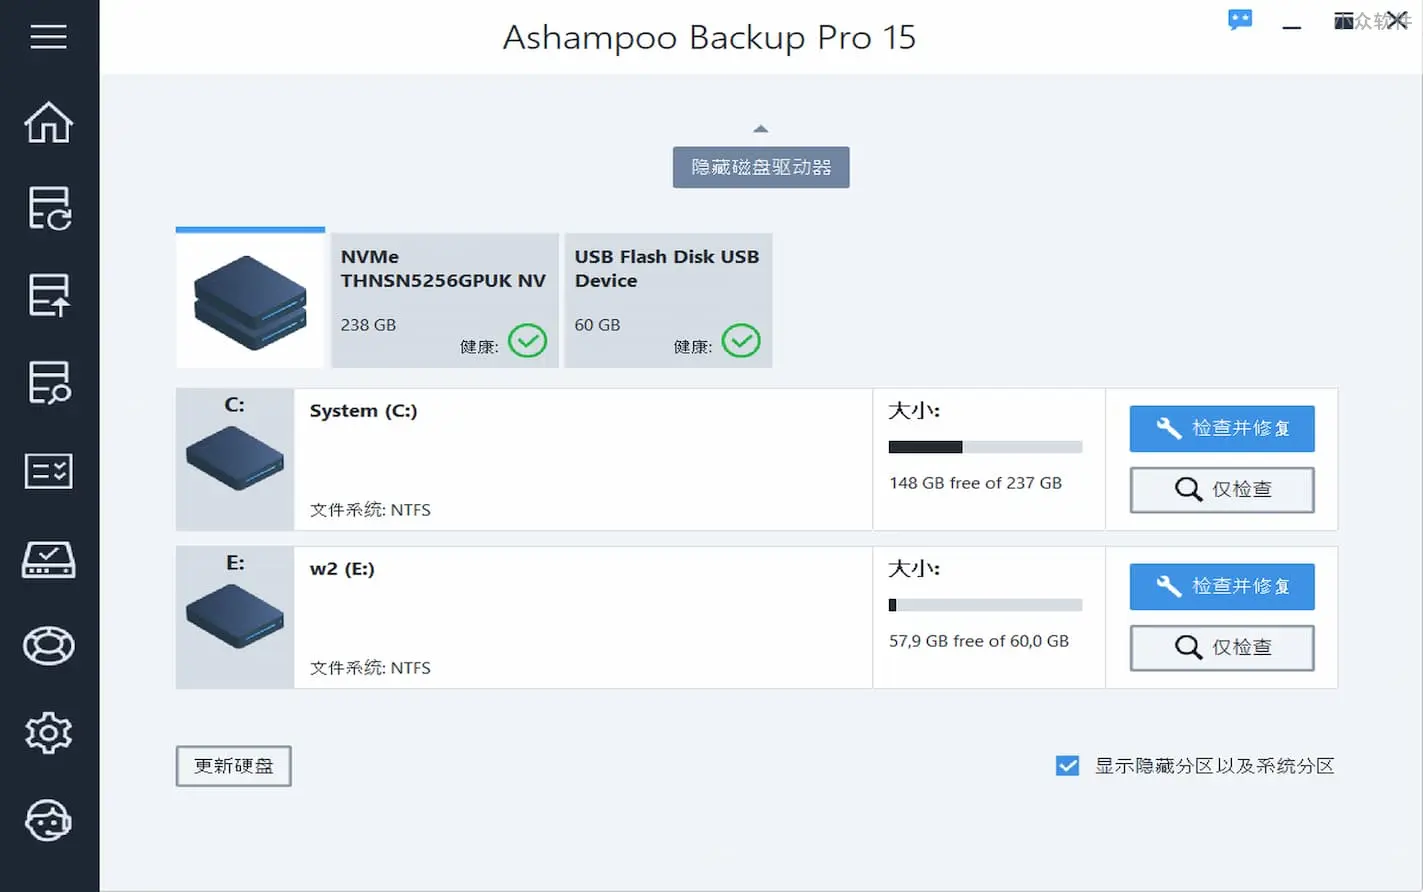 Ashampoo Backup Pro 15
小众软件
隐藏磁盘驱动器
NVMe
THNSN5256GPUK NV
238 GB
健康:
USB Flash Disk USB
Device
60 GB
健康:
C:
System (C:)
文件系统: NTFS
大小:
148 GB free of 237 GB
检查并修复
仅检查
E:
w2 (E:)
文件系统: NTFS
大小:
57,9 GB free of 60,0 GB
检查并修复
仅检查
更新硬盘
显示隐藏分区以及系统分区